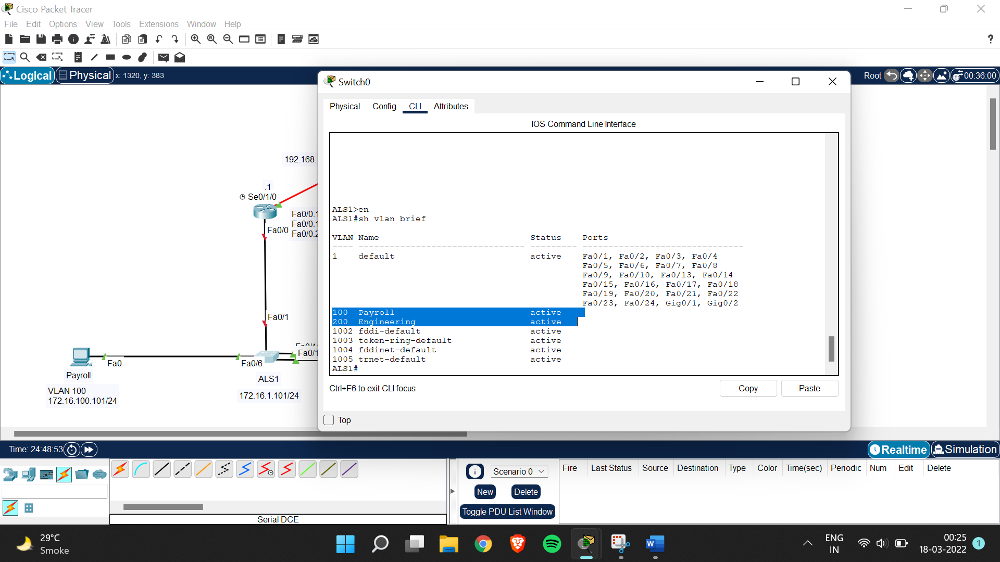 Cisco Packet Tracer
File Edit Options View Tools Extensions Window Help
?
Logical Physical x: 1320, y: 383
Root 00:36:00
Switch0
Physical Config CLI Attributes
IOS Command Line Interface
192.168.
.1
Se0/1/0
Fa0/0.1
Fa0/0.1
Fa0/0.2
Fa0/0
Fa0/1
Fa0/1
Fa0
Fa0/6
Payroll
ALS1
VLAN 100
172.16.100.101/24
172.16.1.101/24
ALS1>en
ALS1#sh vlan brief
VLAN Name Status Ports
---- -------------------------------- --------- -------------------------------
1 default active Fa0/1, Fa0/2, Fa0/3, Fa0/4
Fa0/5, Fa0/6, Fa0/7, Fa0/8
Fa0/9, Fa0/10, Fa0/13, Fa0/14
Fa0/15, Fa0/16, Fa0/17, Fa0/18
Fa0/19, Fa0/20, Fa0/21, Fa0/22
Fa0/23, Fa0/24, Gig0/1, Gig0/2
100 Payroll active
200 Engineering active
1002 fddi-default active
1003 token-ring-default active
1004 fddinet-default active
1005 trnet-default active
ALS1#
Ctrl+F6 to exit CLI focus
Copy Paste
Top
Time: 24:48:53
Realtime Simulation
Scenario 0
New Delete
Toggle PDU List Window
Fire Last Status Source Destination Type Color Time(sec) Periodic Num Edit Delete
Serial DCE
29°C
Smoke
ENG
IN
00:25
18-03-2022
1